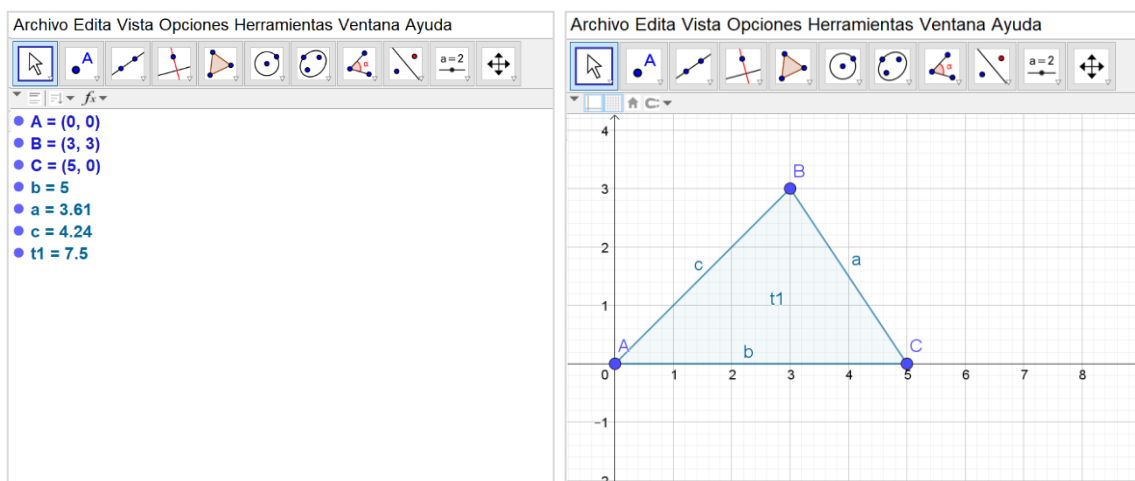 Archivo Edita Vista Opciones Herramientas Ventana Ayuda
A
α
a=2
fx
A = (0, 0)
B = (3, 3)
C = (5, 0)
b = 5
a = 3.61
c = 4.24
t1 = 7.5
Archivo Edita Vista Opciones Herramientas Ventana Ayuda
A
α
a=2
4
B
3
2
c
a
t1
1
A
b
C
0
1
2
3
4
5
6
7
8
−1